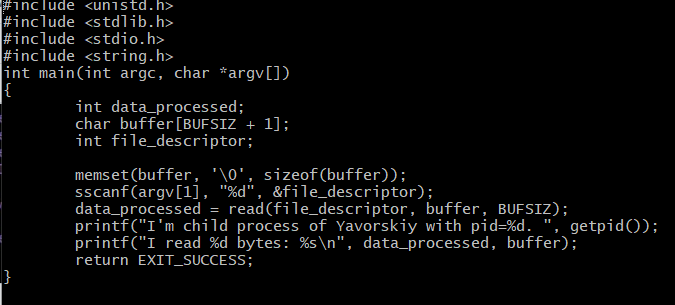 #include <unistd.h>
#include <stdlib.h>
#include <stdio.h>
#include <string.h>
int main(int argc, char *argv[])
{
        int data_processed;
        char buffer[BUFSIZ + 1];
        int file_descriptor;

        memset(buffer, '\0', sizeof(buffer));
        sscanf(argv[1], "%d", &file_descriptor);
        data_processed = read(file_descriptor, buffer, BUFSIZ);
        printf("I'm child process of Yavorskiy with pid=%d. ", getpid());
        printf("I read %d bytes: %s\n", data_processed, buffer);
        return EXIT_SUCCESS;
}